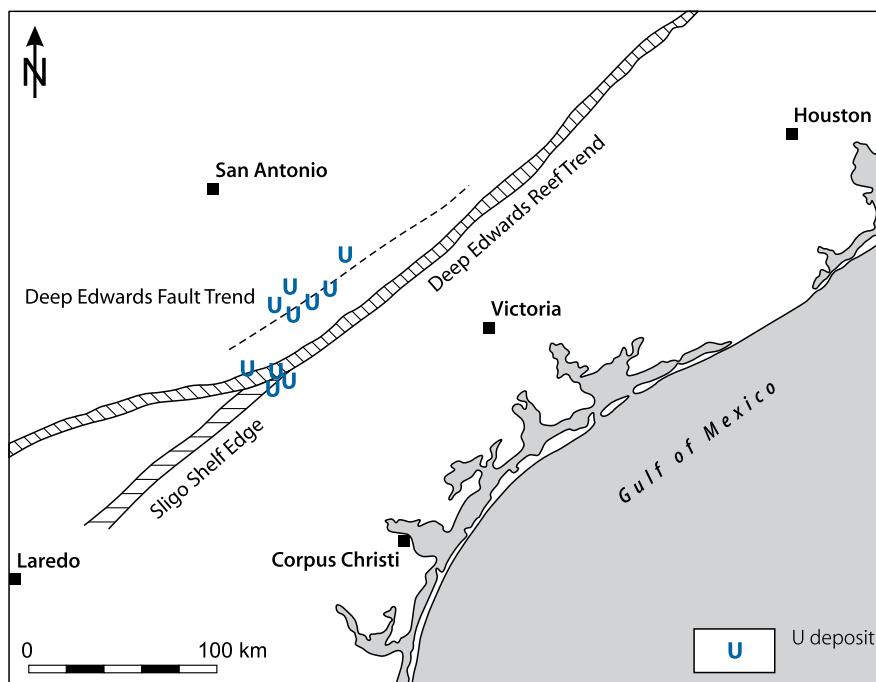 N
Houston
San Antonio
Deep Edwards Reef Trend
U
U
Deep Edwards Fault Trend
U
U
U
U
Victoria
U
U
U
U
Sligo Shelf Edge
Gulf of Mexico
Corpus Christi
Laredo
0
100 km
U
U deposit